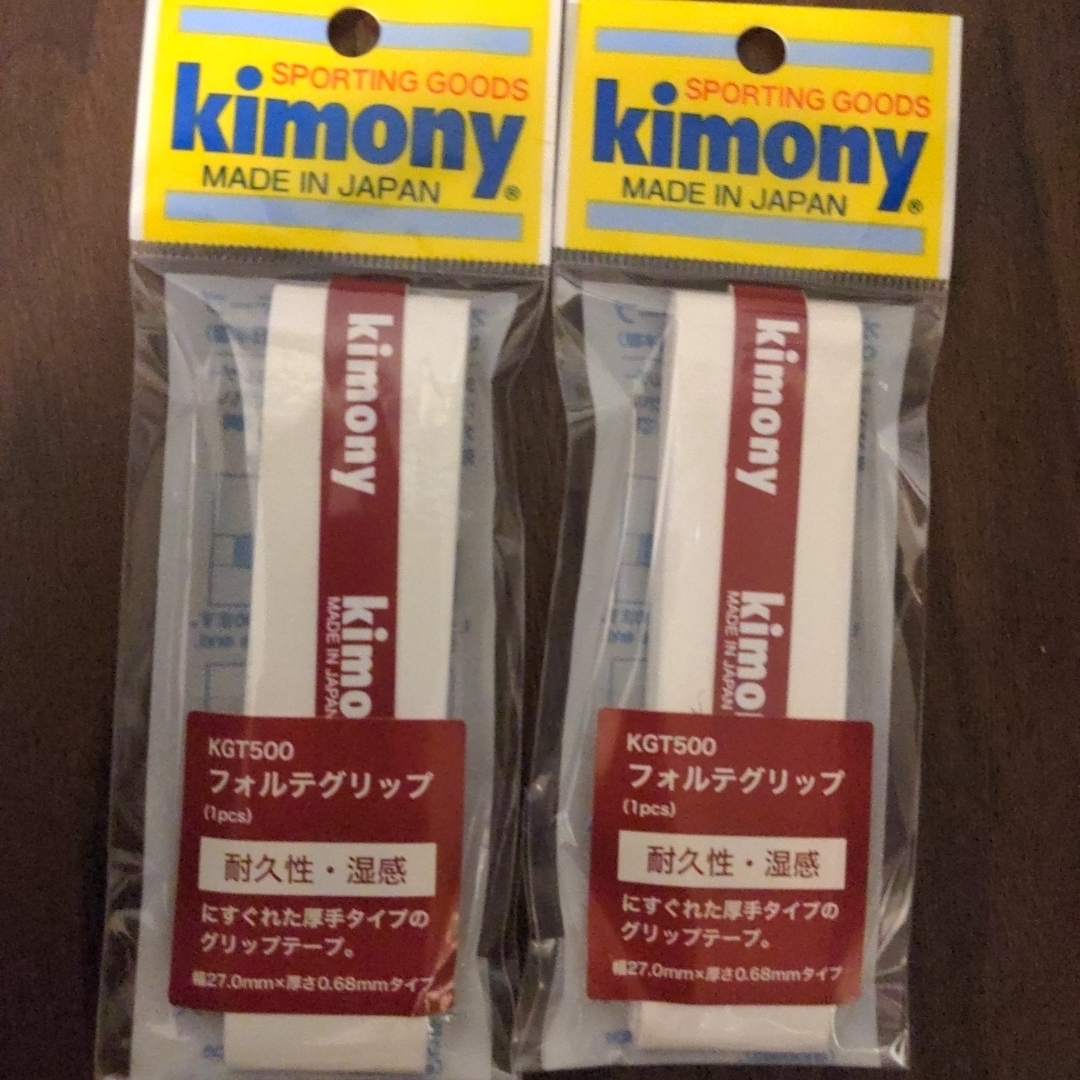 SPORTING GOODS
kimony®
MADE IN JAPAN
kimony
kimo
MADE IN JAPAN
KGT500
フォルテグリップ
(1pcs)
耐久性・湿感
にすぐれた厚手タイプの
グリップテープ。
幅27.0mm×厚さ0.68mmタイプ
SPORTING GOODS
kimony®
MADE IN JAPAN
kimony
kimo
MADE IN JAPAN
KGT500
フォルテグリップ
(1pcs)
耐久性・湿感
にすぐれた厚手タイプの
グリップテープ。
幅27.0mm×厚さ0.68mmタイプ